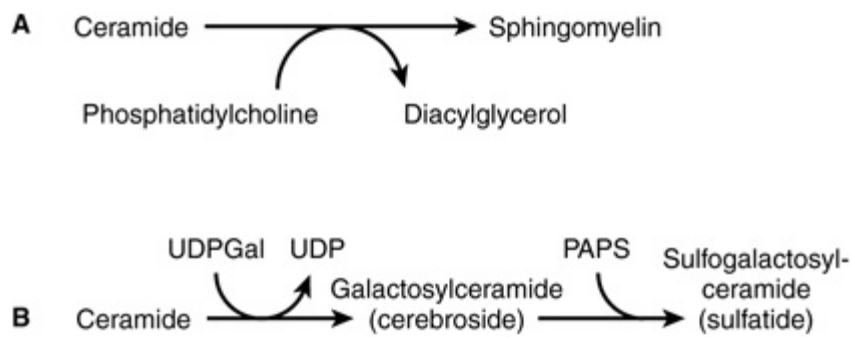 A Ceramide Sphingomyelin
Phosphatidylcholine Diacylglycerol
UDPGal UDP PAPS Sulfogalactosyl-
Galactosylceramide ceramide
B Ceramide (cerebroside) (sulfatide)